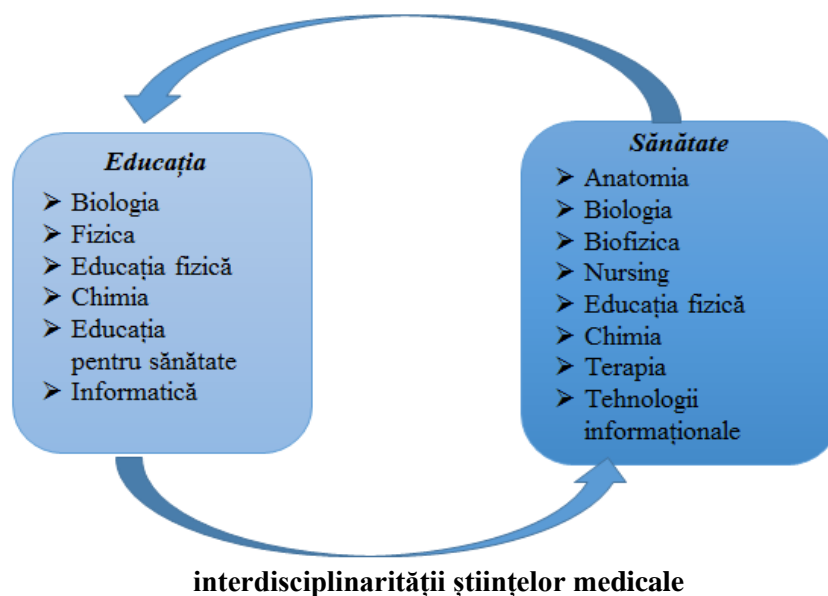 Educația
➢ Biologia
➢ Fizica
➢ Educația fizică
➢ Chimia
➢ Educația
pentru sănătate
➢ Informatică
Sănătate
➢ Anatomia
➢ Biologia
➢ Biofizica
➢ Nursing
➢ Educația fizică
➢ Chimia
➢ Terapia
➢ Tehnologii
informaționale
interdisciplinarității științelor medicale